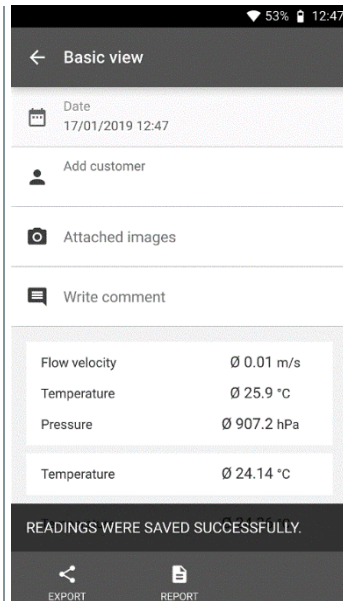 53% 12:47
Basic view
Date
17/01/2019 12:47
Add customer
Attached images
Write comment
Flow velocity Ø 0.01 m/s
Temperature Ø 25.9 °C
Pressure Ø 907.2 hPa
Temperature Ø 24.14 °C
READINGS WERE SAVED SUCCESSFULLY.
EXPORT REPORT